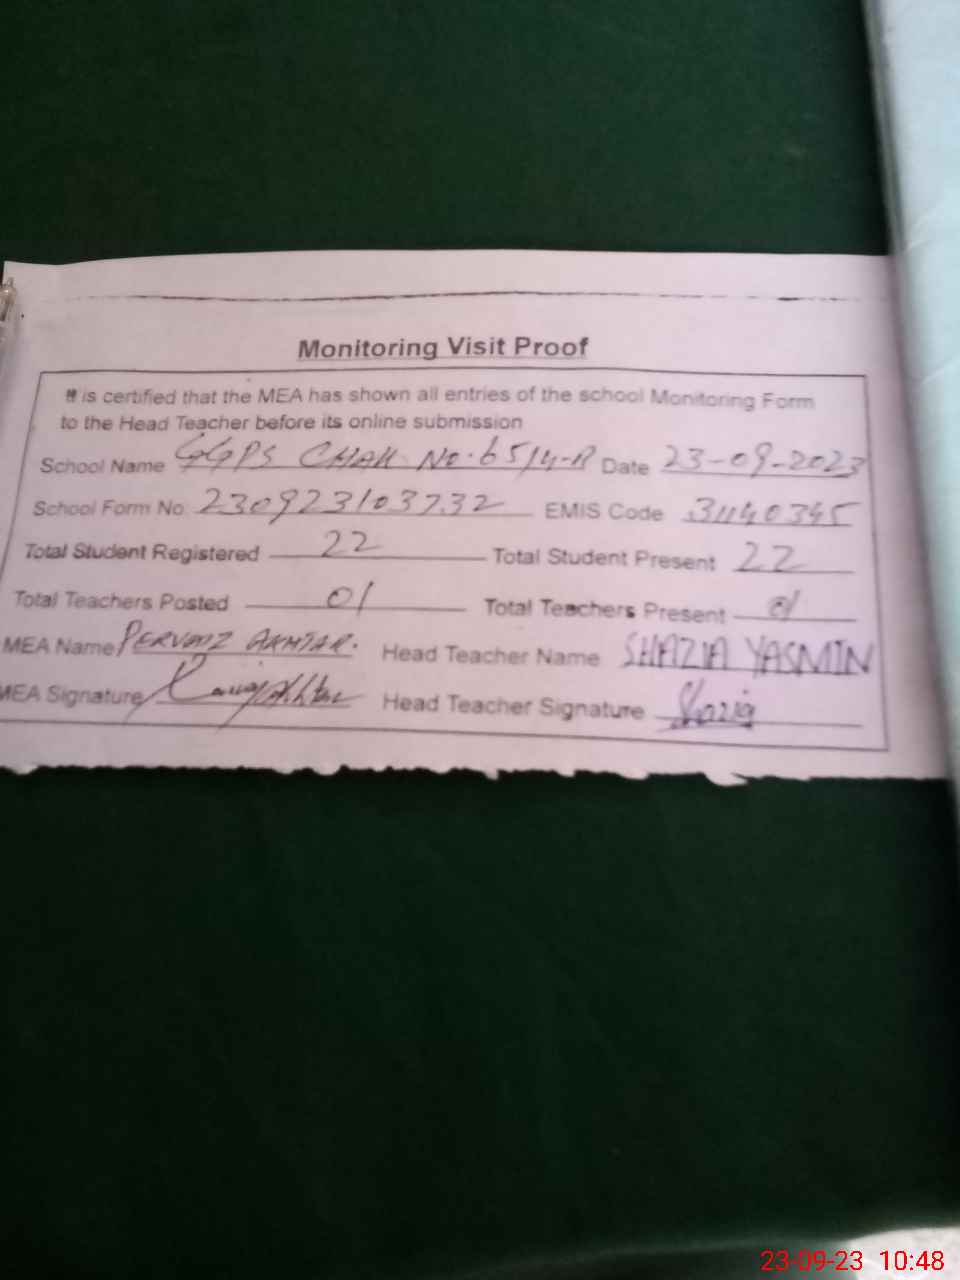 Monitoring Visit Proof
It is certified that the MEA has shown all entries of the school Monitoring Form
to the Head Teacher before its online submission
School Name GGPS CHAK No. 65/4-R Date 23-09-2023
School Form No. 230923103732 EMIS Code 31140345
Total Student Registered 22 Total Student Present 22
Total Teachers Posted 01 Total Teachers Present 01
MEA Name PERVAIZ AKHTAR. Head Teacher Name SHAZIA YASMIN
MEA Signature Head Teacher Signature Shazia
23-09-23 10:48